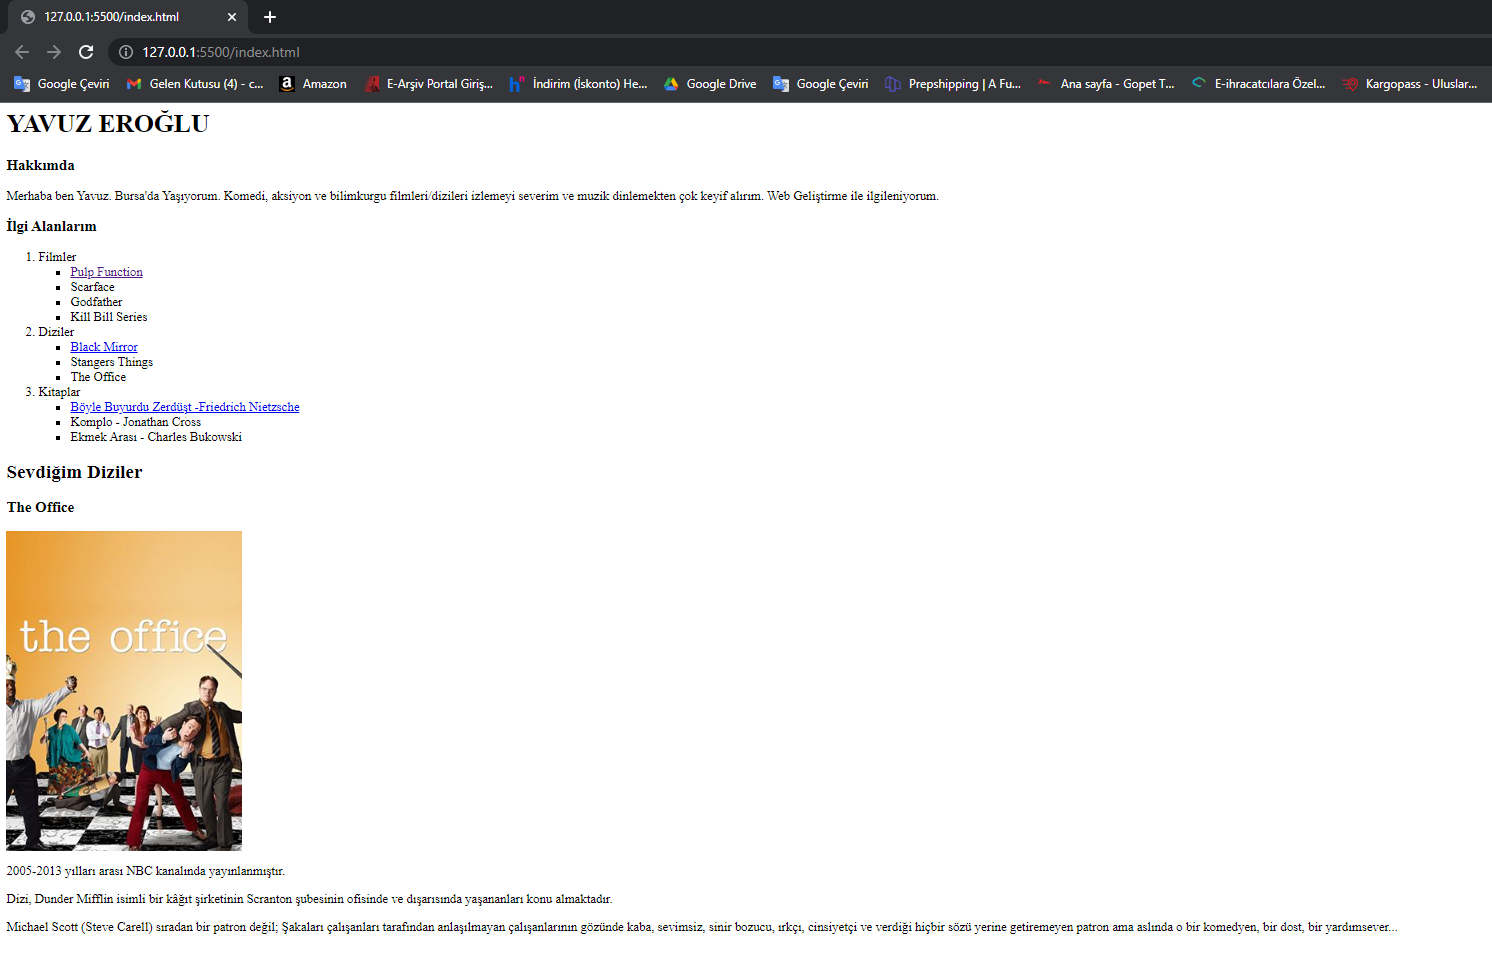 127.0.0.1:5500/index.html
127.0.0.1:5500/index.html
Google Çeviri Gelen Kutusu (4) - c... Amazon E-Arşiv Portal Giriş... İndirim (İskonto) He... Google Drive Google Çeviri Prepshipping | A Fu... Ana sayfa - Gopet T... E-ihracatcılara Özel... Kargopass - Uluslar...
YAVUZ EROĞLU
Hakkımda
Merhaba ben Yavuz. Bursa'da Yaşıyorum. Komedi, aksiyon ve bilimkurgu filmleri/dizileri izlemeyi severim ve muzik dinlemekten çok keyif alırım. Web Geliştirme ile ilgileniyorum.
İlgi Alanlarım
1. Filmler
Pulp Function
Scarface
Godfather
Kill Bill Series
2. Diziler
Black Mirror
Stangers Things
The Office
3. Kitaplar
Böyle Buyurdu Zerdüşt -Friedrich Nietzsche
Komplo - Jonathan Cross
Ekmek Arası - Charles Bukowski
Sevdiğim Diziler
The Office
the office
2005-2013 yılları arası NBC kanalında yayınlanmıştır.
Dizi, Dunder Mifflin isimli bir kâğıt şirketinin Scranton şubesinin ofisinde ve dışarısında yaşananları konu almaktadır.
Michael Scott (Steve Carell) sıradan bir patron değil; Şakaları çalışanları tarafından anlaşılmayan çalışanlarının gözünde kaba, sevimsiz, sinir bozucu, ırkçı, cinsiyetçi ve verdiği hiçbir sözü yerine getiremeyen patron ama aslında o bir komedyen, bir dost, bir yardımsever...